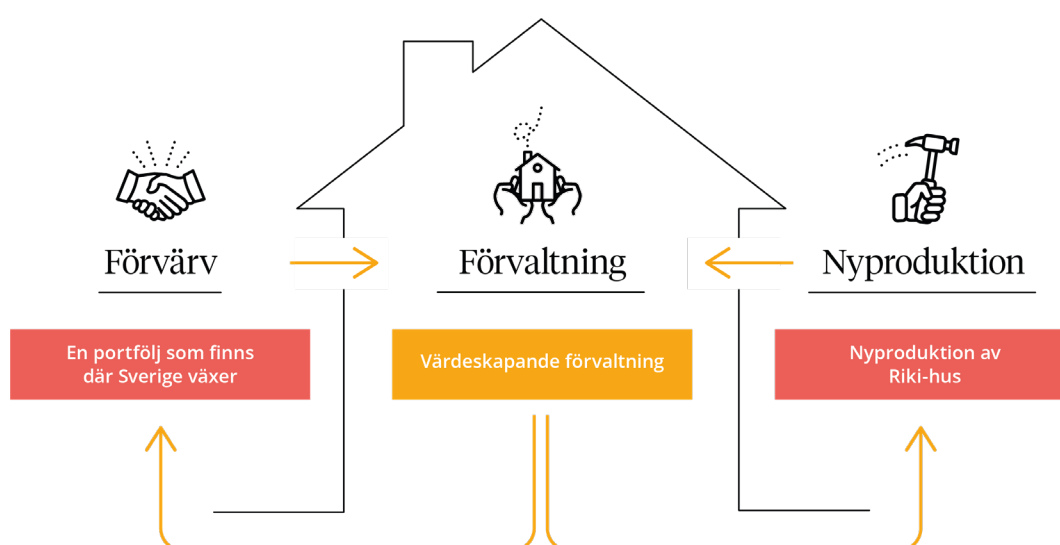 Förvärv
Förvaltning
Nyproduktion
En portfölj som finns
där Sverige växer
Värdeskapande förvaltning
Nyproduktion av
Riki-hus